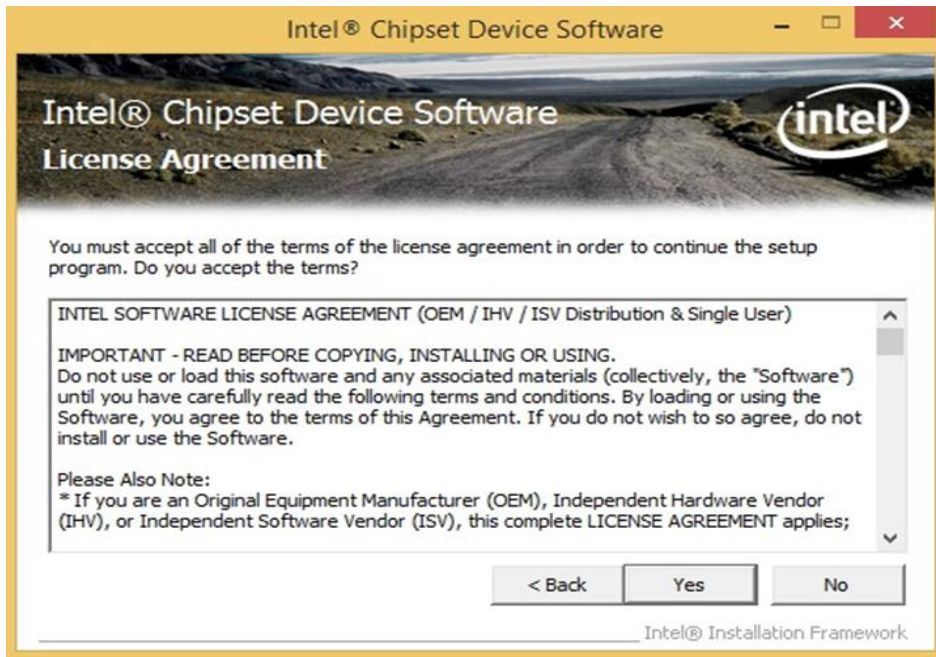 Intel® Chipset Device Software
Intel® Chipset Device Software
intel
License Agreement
You must accept all of the terms of the license agreement in order to continue the setup
program. Do you accept the terms?
INTEL SOFTWARE LICENSE AGREEMENT (OEM / IHV / ISV Distribution & Single User)
IMPORTANT - READ BEFORE COPYING, INSTALLING OR USING.
Do not use or load this software and any associated materials (collectively, the "Software")
until you have carefully read the following terms and conditions. By loading or using the
Software, you agree to the terms of this Agreement. If you do not wish to so agree, do not
install or use the Software.
Please Also Note:
* If you are an Original Equipment Manufacturer (OEM), Independent Hardware Vendor
(IHV), or Independent Software Vendor (ISV), this complete LICENSE AGREEMENT applies;
< Back Yes No
Intel® Installation Framework